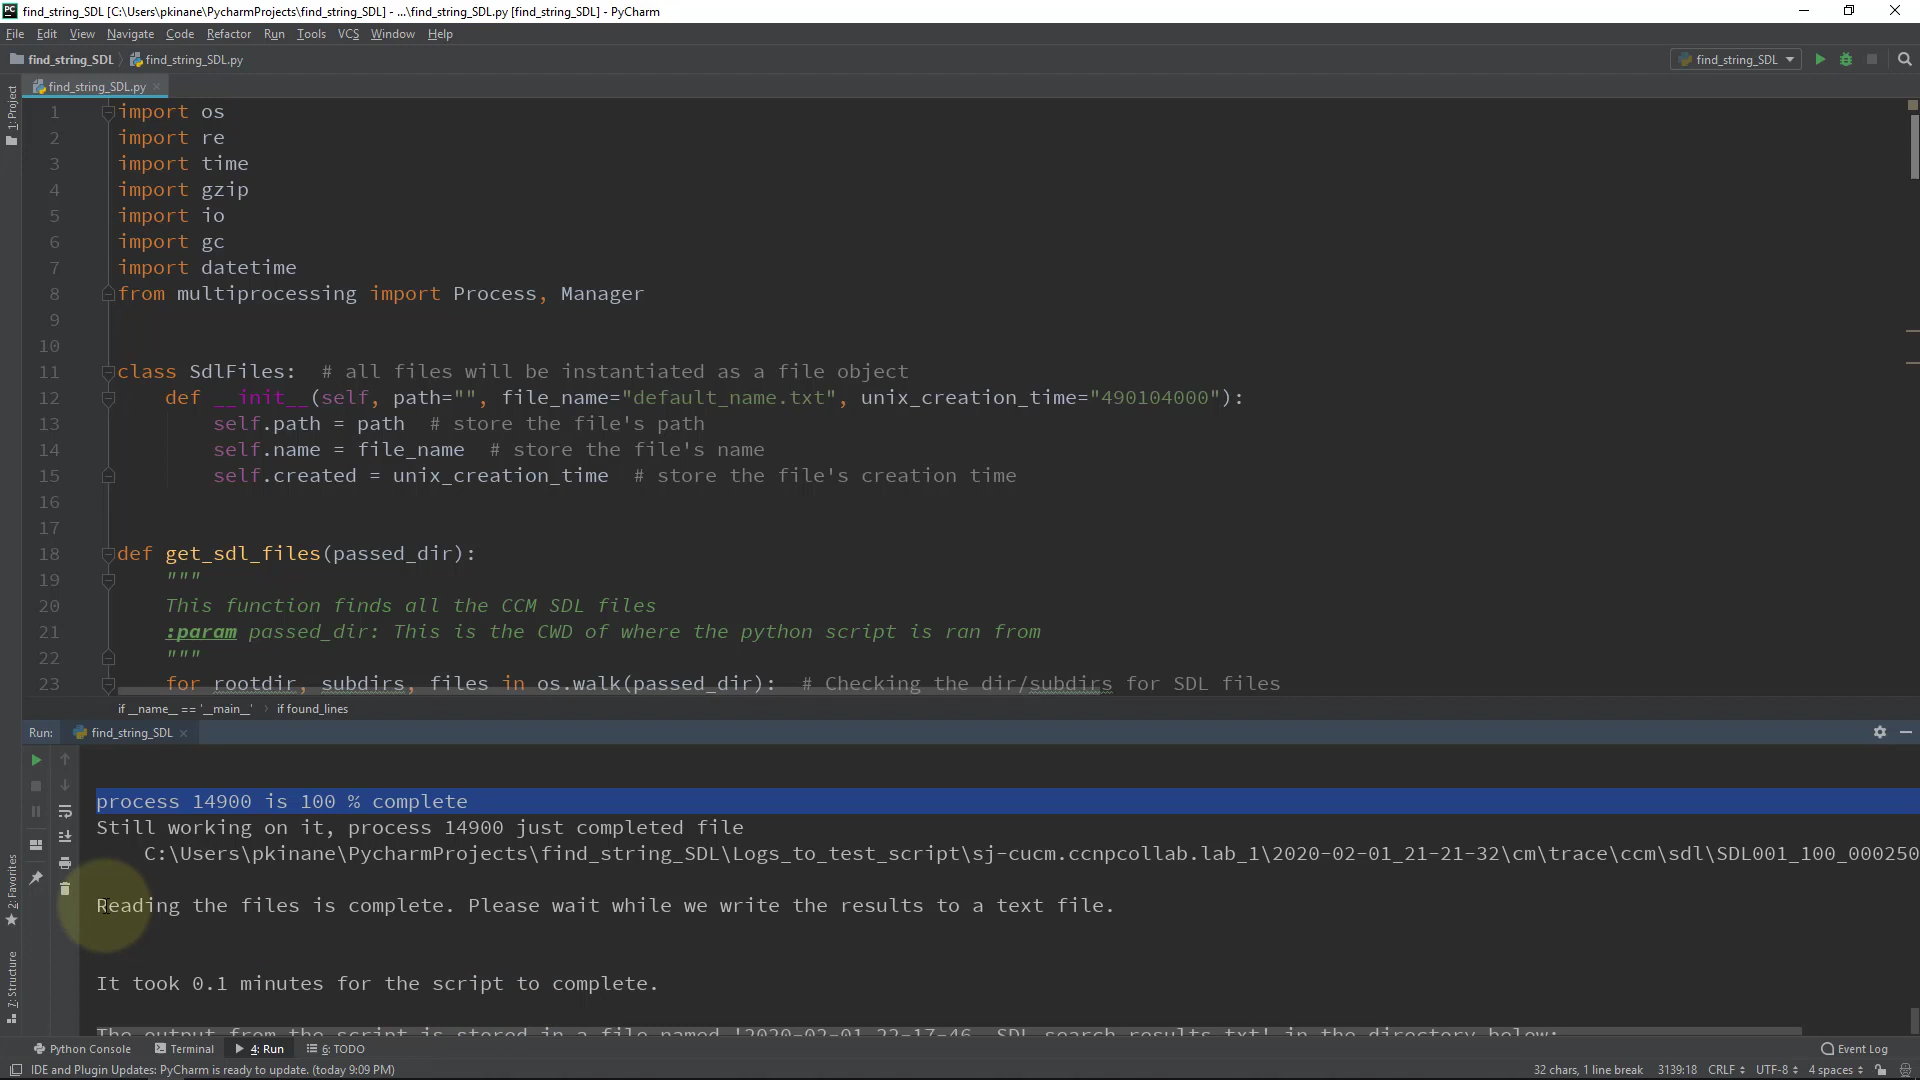 find_string_SDL [C:\Users\pkinane\PycharmProjects\find_string_SDL] - ...\find_string_SDL.py [find_string_SDL] - PyCharm
File Edit View Navigate Code Refactor Run Tools VCS Window Help
find_string_SDL find_string_SDL.py find_string_SDL
find_string_SDL.py
1: Project
1 import os
2 import re
3 import time
4 import gzip
5 import io
6 import gc
7 import datetime
8 from multiprocessing import Process, Manager
9
10
11 class SdlFiles: # all files will be instantiated as a file object
12 def __init__(self, path="", file_name="default_name.txt", unix_creation_time="490104000"):
13 self.path = path # store the file's path
14 self.name = file_name # store the file's name
15 self.created = unix_creation_time # store the file's creation time
16
17
18 def get_sdl_files(passed_dir):
19 """
20 This function finds all the CCM SDL files
21 :param passed_dir: This is the CWD of where the python script is ran from
22 """
23 for rootdir, subdirs, files in os.walk(passed_dir): # Checking the dir/subdirs for SDL files
if __name__ == '__main__' › if found_lines
Run: find_string_SDL
process 14900 is 100 % complete
Still working on it, process 14900 just completed file
C:\Users\pkinane\PycharmProjects\find_string_SDL\Logs_to_test_script\sj-cucm.ccnpcollab.lab_1\2020-02-01_21-21-32\cm\trace\ccm\sdl\SDL001_100_000250
Reading the files is complete. Please wait while we write the results to a text file.
It took 0.1 minutes for the script to complete.
The output from the script is stored in a file named '2020-02-01_22-17-46_ SDL search results.txt' in the directory below:
2: Favorites
7: Structure
Python Console Terminal 4: Run 6: TODO Event Log
IDE and Plugin Updates: PyCharm is ready to update. (today 9:09 PM) 32 chars, 1 line break 3139:18 CRLF UTF-8 4 spaces